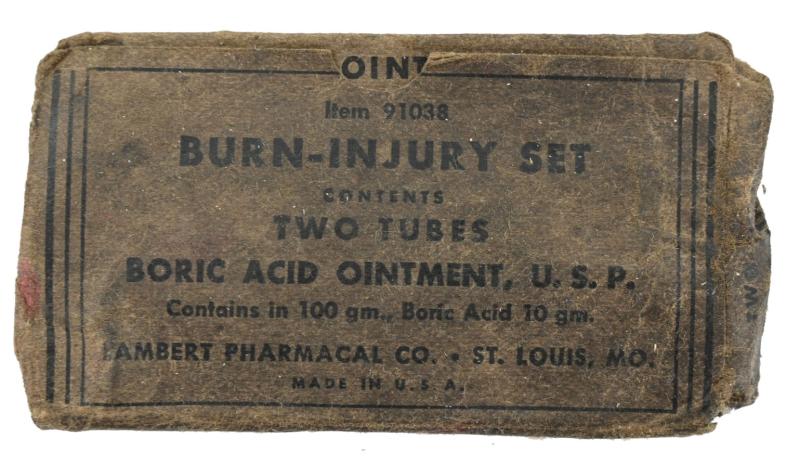 OINT
Item 91038
BURN-INJURY SET
CONTENTS
TWO TUBES
BORIC ACID OINTMENT, U. S. P.
Contains in 100 gm., Boric Acid 10 gm.
LAMBERT PHARMACAL CO. • ST. LOUIS, MO.
MADE IN U. S. A.